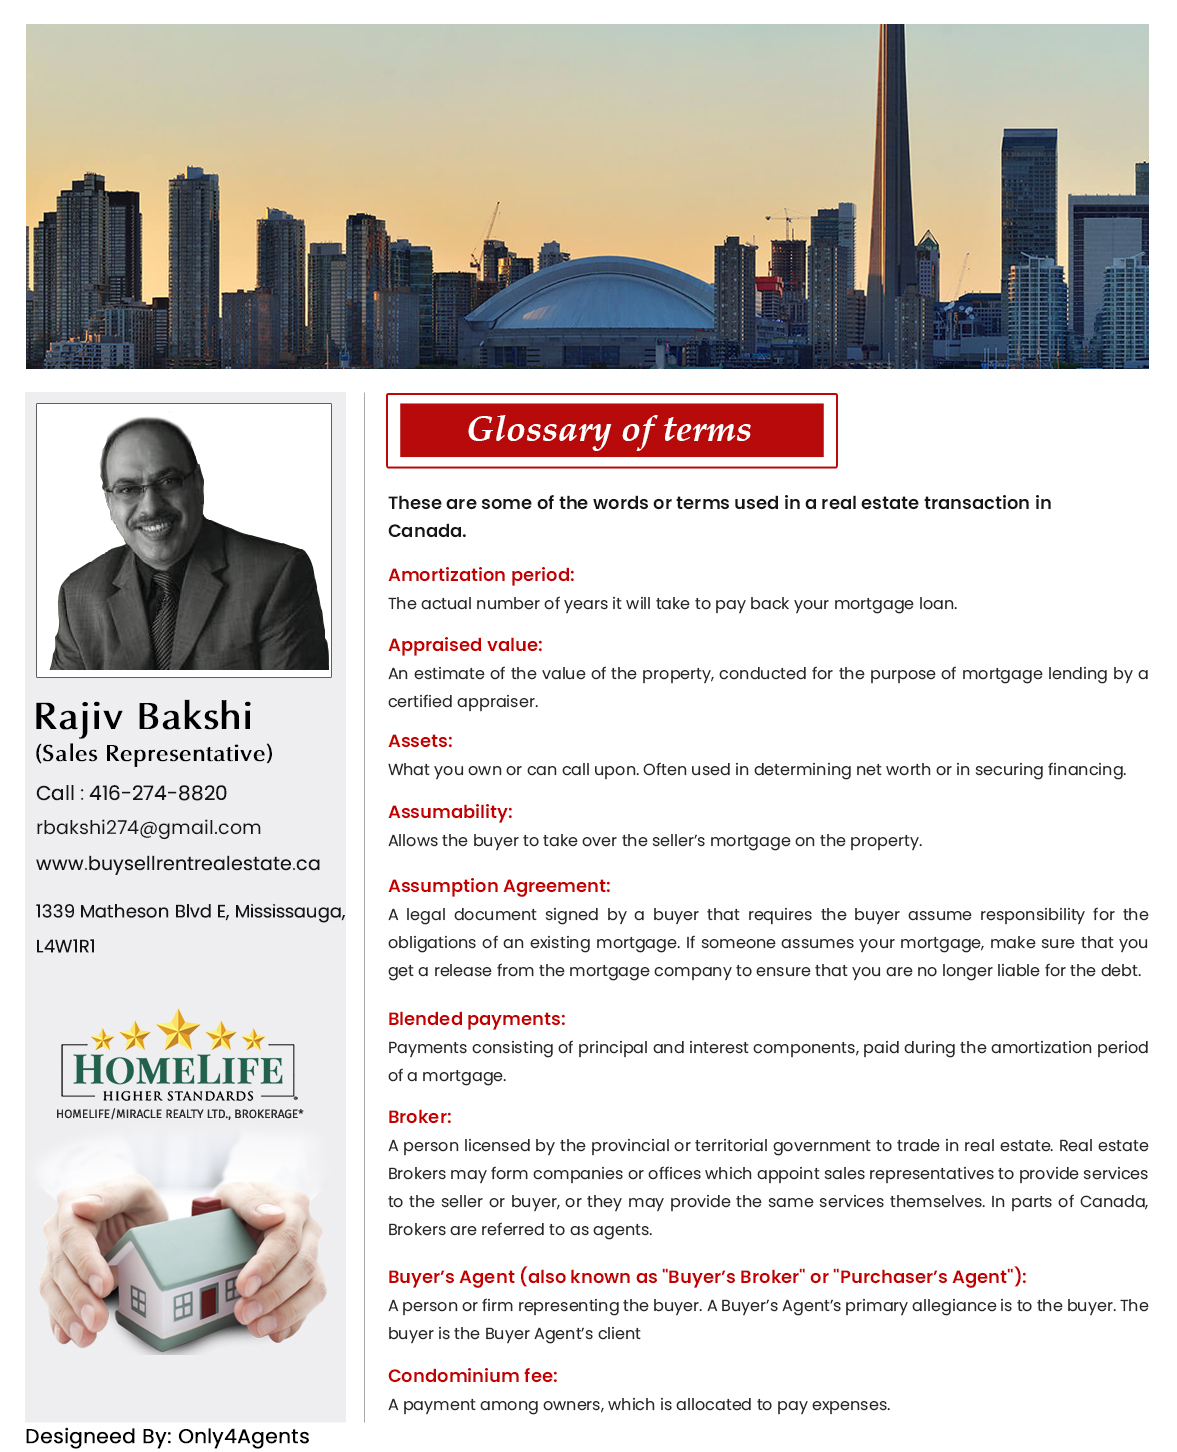 Rajiv Bakshi
(Sales Representative)
Call : 416-274-8820
rbakshi274@gmail.com
www.buysellrentrealestate.ca
1339 Matheson Blvd E, Mississauga,
L4W1R1
HOMELIFE
HIGHER STANDARDS
HOMELIFE/MIRACLE REALTY LTD., BROKERAGE*
Glossary of terms
These are some of the words or terms used in a real estate transaction in
Canada.
Amortization period:
The actual number of years it will take to pay back your mortgage loan.
Appraised value:
An estimate of the value of the property, conducted for the purpose of mortgage lending by a
certified appraiser.
Assets:
What you own or can call upon. Often used in determining net worth or in securing financing.
Assumability:
Allows the buyer to take over the seller’s mortgage on the property.
Assumption Agreement:
A legal document signed by a buyer that requires the buyer assume responsibility for the
obligations of an existing mortgage. If someone assumes your mortgage, make sure that you
get a release from the mortgage company to ensure that you are no longer liable for the debt.
Blended payments:
Payments consisting of principal and interest components, paid during the amortization period
of a mortgage.
Broker:
A person licensed by the provincial or territorial government to trade in real estate. Real estate
Brokers may form companies or offices which appoint sales representatives to provide services
to the seller or buyer, or they may provide the same services themselves. In parts of Canada,
Brokers are referred to as agents.
Buyer’s Agent (also known as "Buyer’s Broker" or "Purchaser’s Agent"):
A person or firm representing the buyer. A Buyer’s Agent’s primary allegiance is to the buyer. The
buyer is the Buyer Agent’s client
Condominium fee:
A payment among owners, which is allocated to pay expenses.
Designeed By: Only4Agents